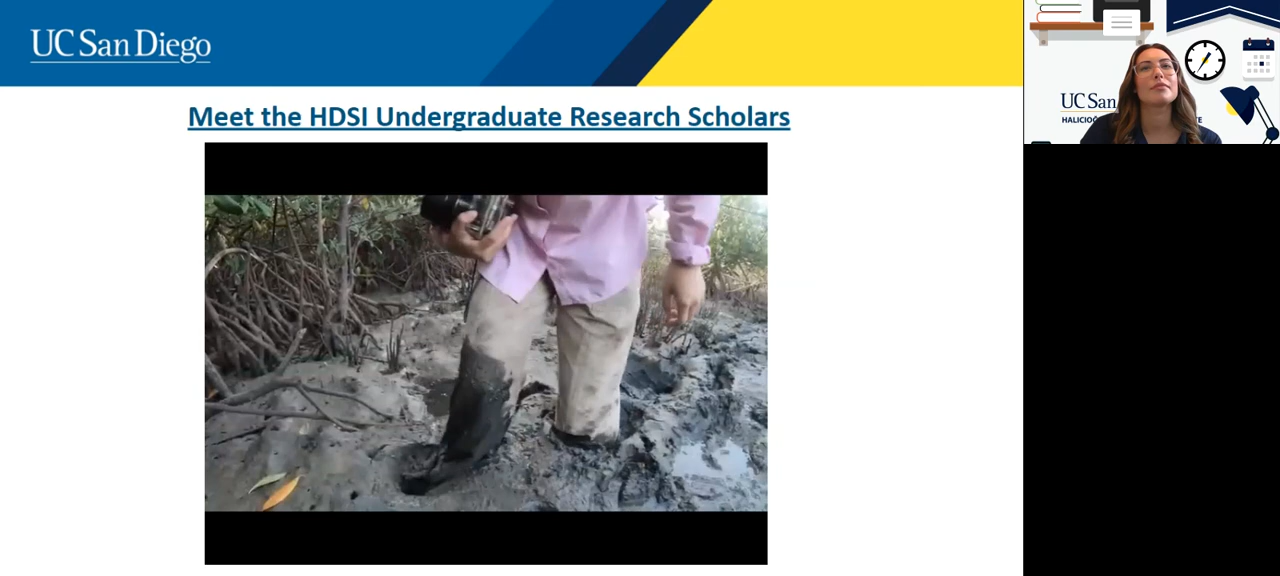 UC San Diego
Meet the HDSI Undergraduate Research Scholars
UC San